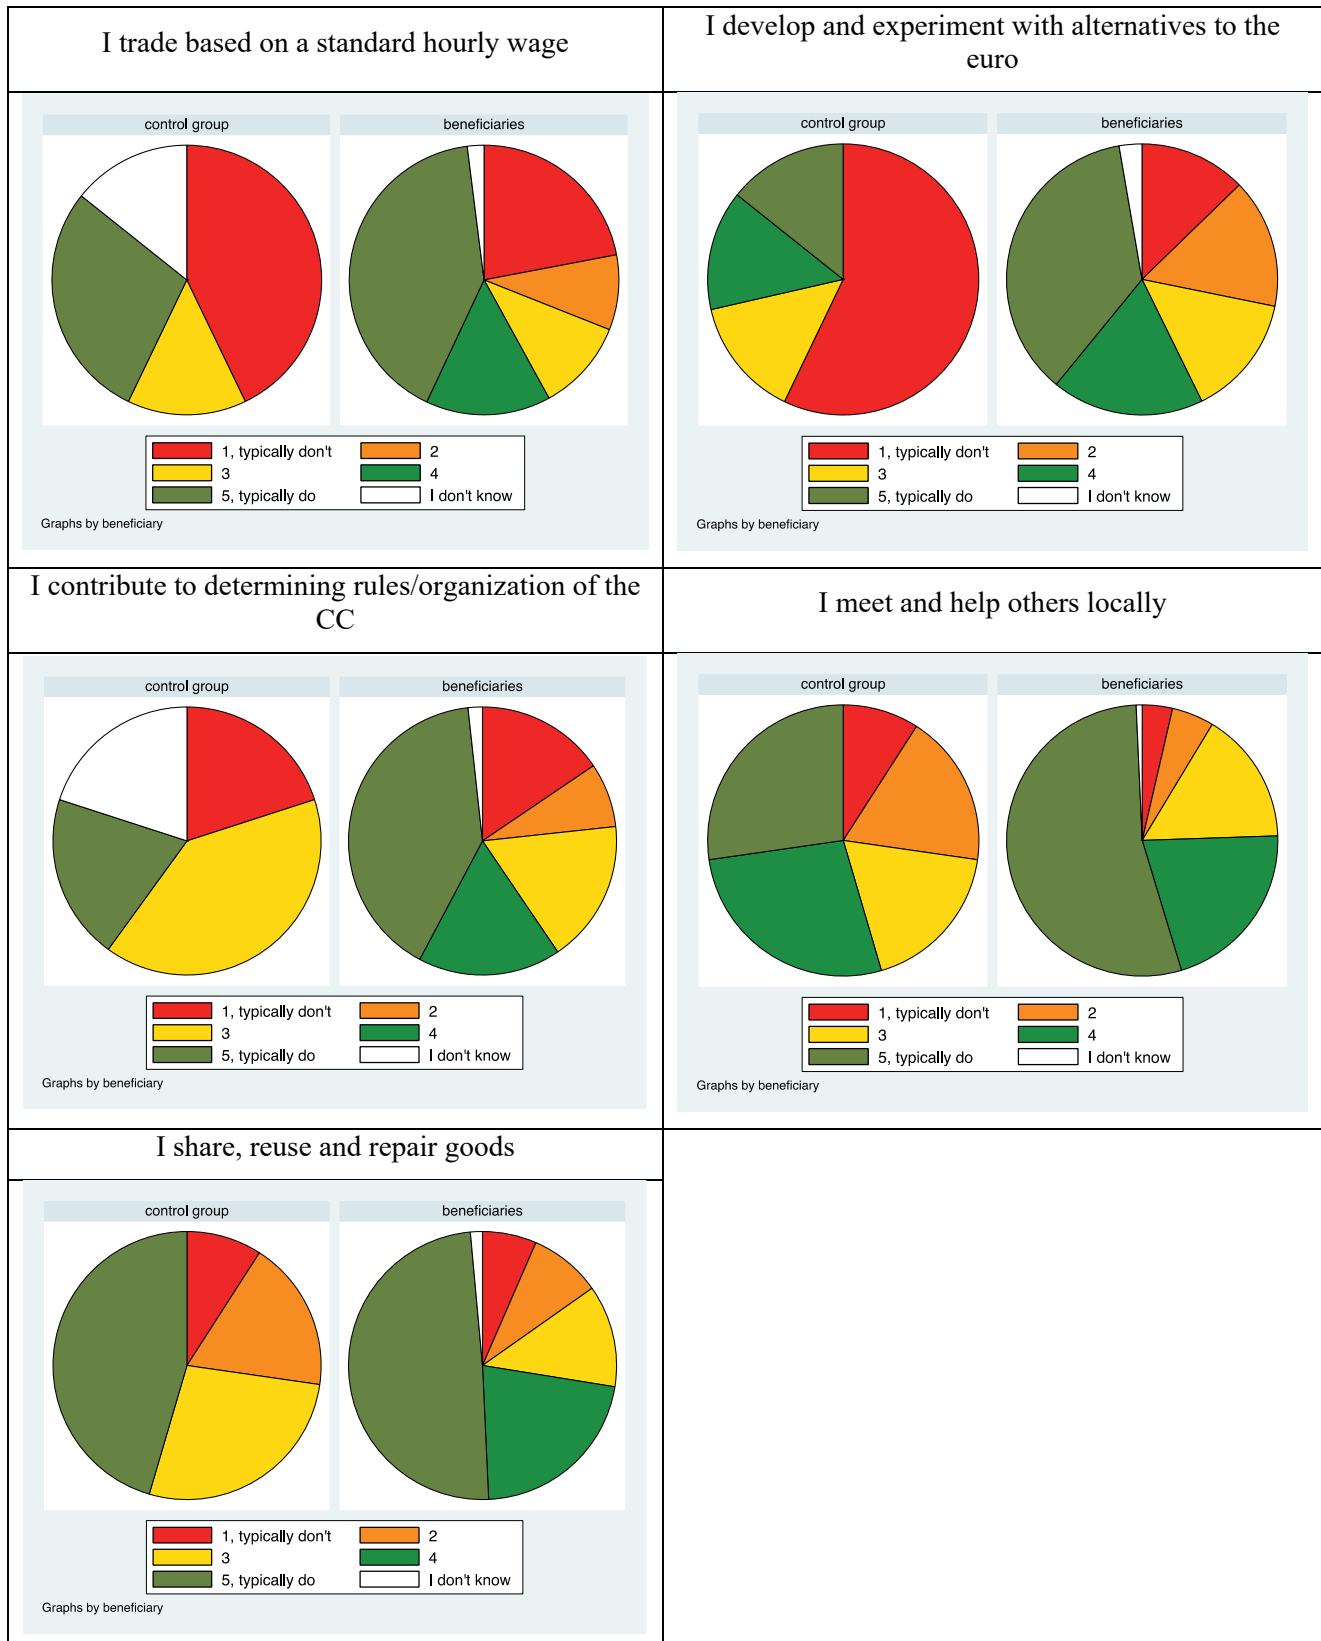 I trade based on a standard hourly wage
I develop and experiment with alternatives to the
euro
control group
beneficiaries
1, typically don't
2
3
4
5, typically do
I don't know
Graphs by beneficiary
control group
beneficiaries
1, typically don't
2
3
4
5, typically do
I don't know
Graphs by beneficiary
I contribute to determining rules/organization of the
CC
I meet and help others locally
control group
beneficiaries
1, typically don't
2
3
4
5, typically do
I don't know
Graphs by beneficiary
control group
beneficiaries
1, typically don't
2
3
4
5, typically do
I don't know
Graphs by beneficiary
I share, reuse and repair goods
control group
beneficiaries
1, typically don't
2
3
4
5, typically do
I don't know
Graphs by beneficiary